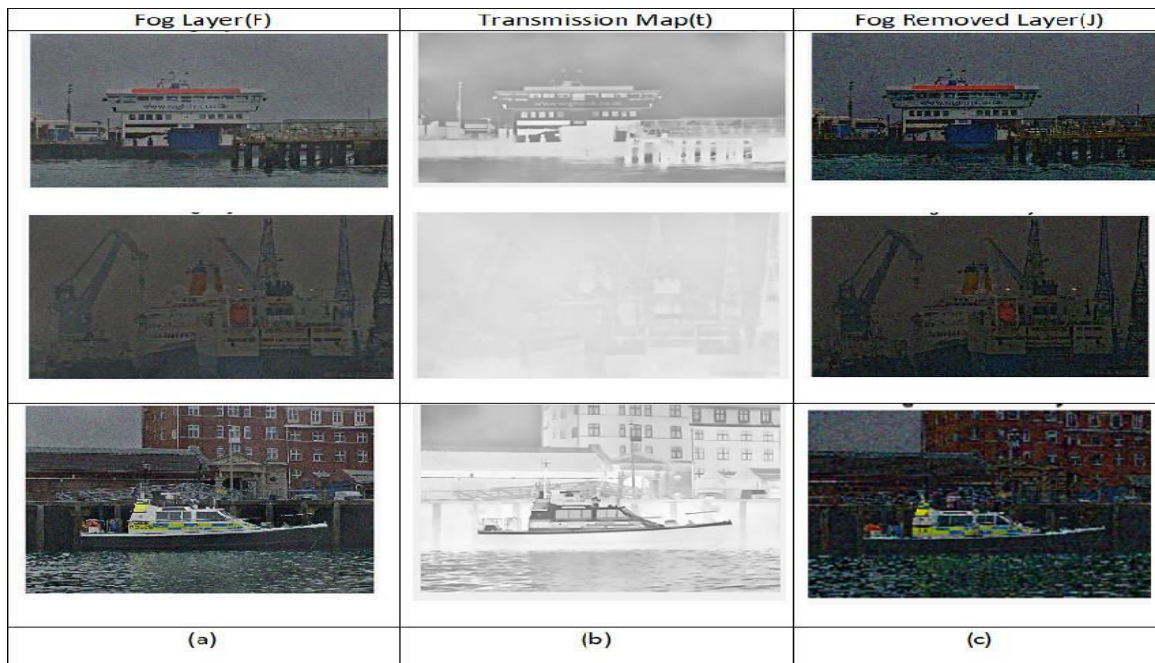 Fog Layer(F)
Transmission Map(t)
Fog Removed Layer(J)
(a)
(b)
(c)